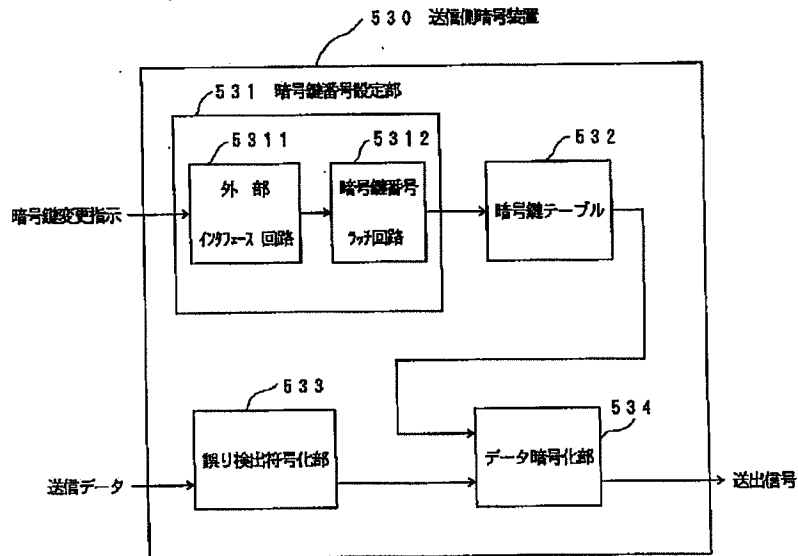 530 送信側暗号装置
531 暗号鍵番号設定部
5311
5312
532
外部
インタフェース 回路
暗号鍵番号
ラッチ回路
暗号鍵テーブル
暗号鍵変更指示
533
534
誤り検出符号化部
データ暗号化部
送信データ
送出信号